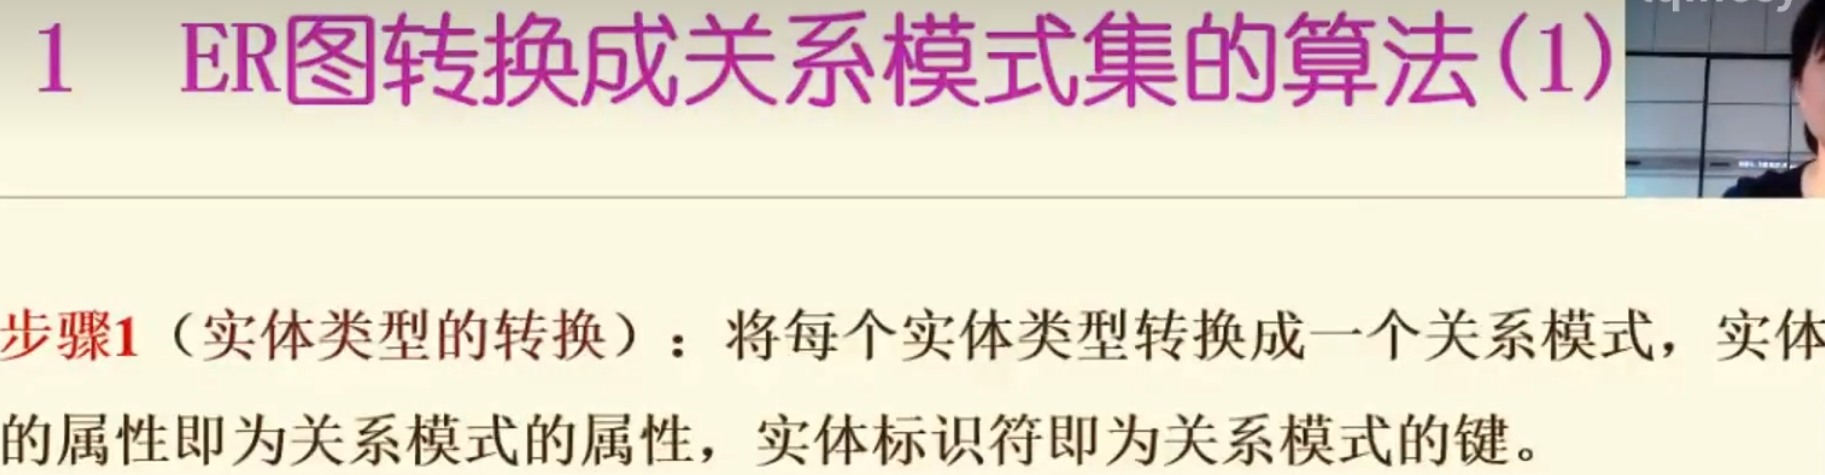 1 ER图转换成关系模式集的算法(1)
步骤1（实体类型的转换）：将每个实体类型转换成一个关系模式，实体
的属性即为关系模式的属性，实体标识符即为关系模式的键。